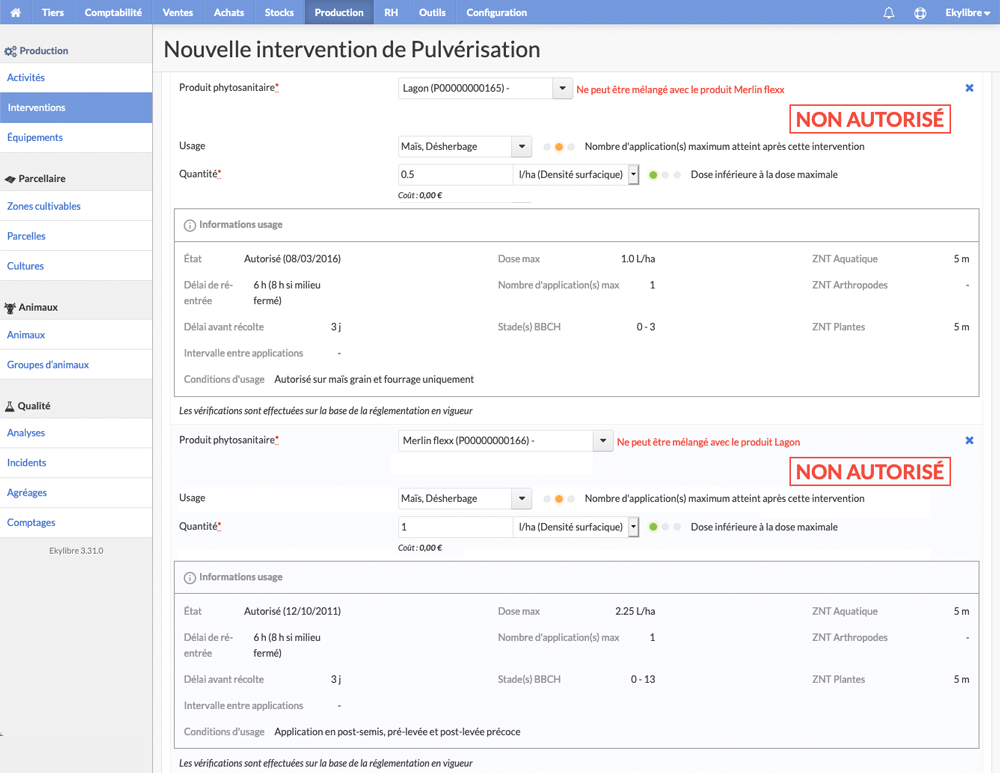 Tiers Comptabilité Ventes Achats Stocks Production RH Outils Configuration Ekylibre
Nouvelle intervention de Pulvérisation
Production
Activités
Interventions
Équipements
Parcellaire
Zones cultivables
Parcelles
Cultures
Animaux
Animaux
Groupes d'animaux
Qualité
Analyses
Incidents
Agréages
Comptages
Ekylibre 3.31.0
Produit phytosanitaire* Lagon (P00000000165) - Ne peut être mélangé avec le produit Merlin flexx
NON AUTORISÉ
Usage Maïs, Désherbage Nombre d'application(s) maximum atteint après cette intervention
Quantité* 0.5 l/ha (Densité surfacique) Dose inférieure à la dose maximale
Coût : 0,00 €
Informations usage
État Autorisé (08/03/2016) Dose max 1.0 L/ha ZNT Aquatique 5 m
Délai de ré- 6 h (8 h si milieu Nombre d'application(s) max 1 ZNT Arthropodes -
entrée fermé)
Délai avant récolte 3 j Stade(s) BBCH 0 - 3 ZNT Plantes 5 m
Intervalle entre applications -
Conditions d'usage Autorisé sur maïs grain et fourrage uniquement
Les vérifications sont effectuées sur la base de la réglementation en vigueur
Produit phytosanitaire* Merlin flexx (P00000000166) - Ne peut être mélangé avec le produit Lagon
NON AUTORISÉ
Usage Maïs, Désherbage Nombre d'application(s) maximum atteint après cette intervention
Quantité* 1 l/ha (Densité surfacique) Dose inférieure à la dose maximale
Coût : 0,00 €
Informations usage
État Autorisé (12/10/2011) Dose max 2.25 L/ha ZNT Aquatique 5 m
Délai de ré- 6 h (8 h si milieu Nombre d'application(s) max 1 ZNT Arthropodes -
entrée fermé)
Délai avant récolte 3 j Stade(s) BBCH 0 - 13 ZNT Plantes 5 m
Intervalle entre applications -
Conditions d'usage Application en post-semis, pré-levée et post-levée précoce
Les vérifications sont effectuées sur la base de la réglementation en vigueur